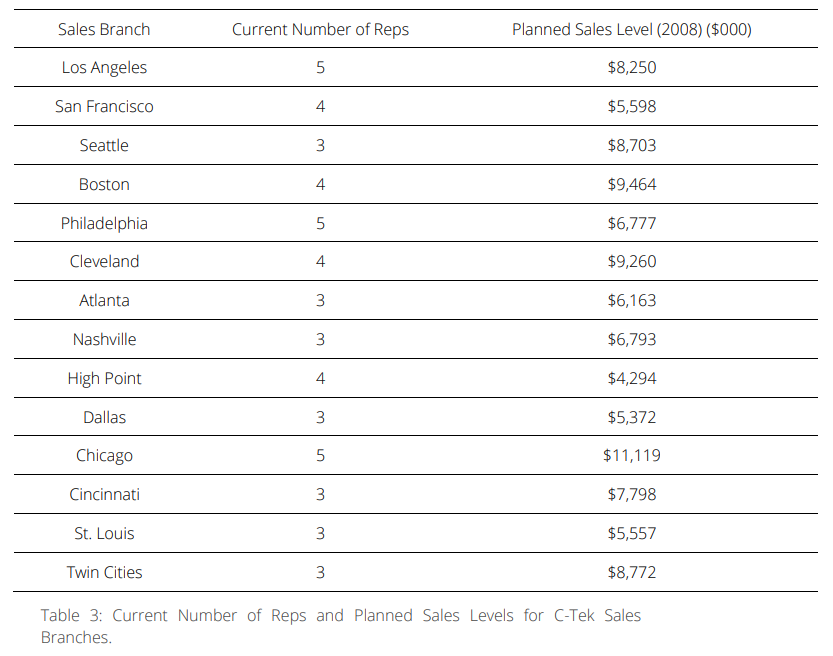 Sales Branch Current Number of Reps Planned Sales Level (2008) ($000)
Los Angeles 5 $8,250
San Francisco 4 $5,598
Seattle 3 $8,703
Boston 4 $9,464
Philadelphia 5 $6,777
Cleveland 4 $9,260
Atlanta 3 $6,163
Nashville 3 $6,793
High Point 4 $4,294
Dallas 3 $5,372
Chicago 5 $11,119
Cincinnati 3 $7,798
St. Louis 3 $5,557
Twin Cities 3 $8,772
Table 3: Current Number of Reps and Planned Sales Levels for C-Tek Sales
Branches.